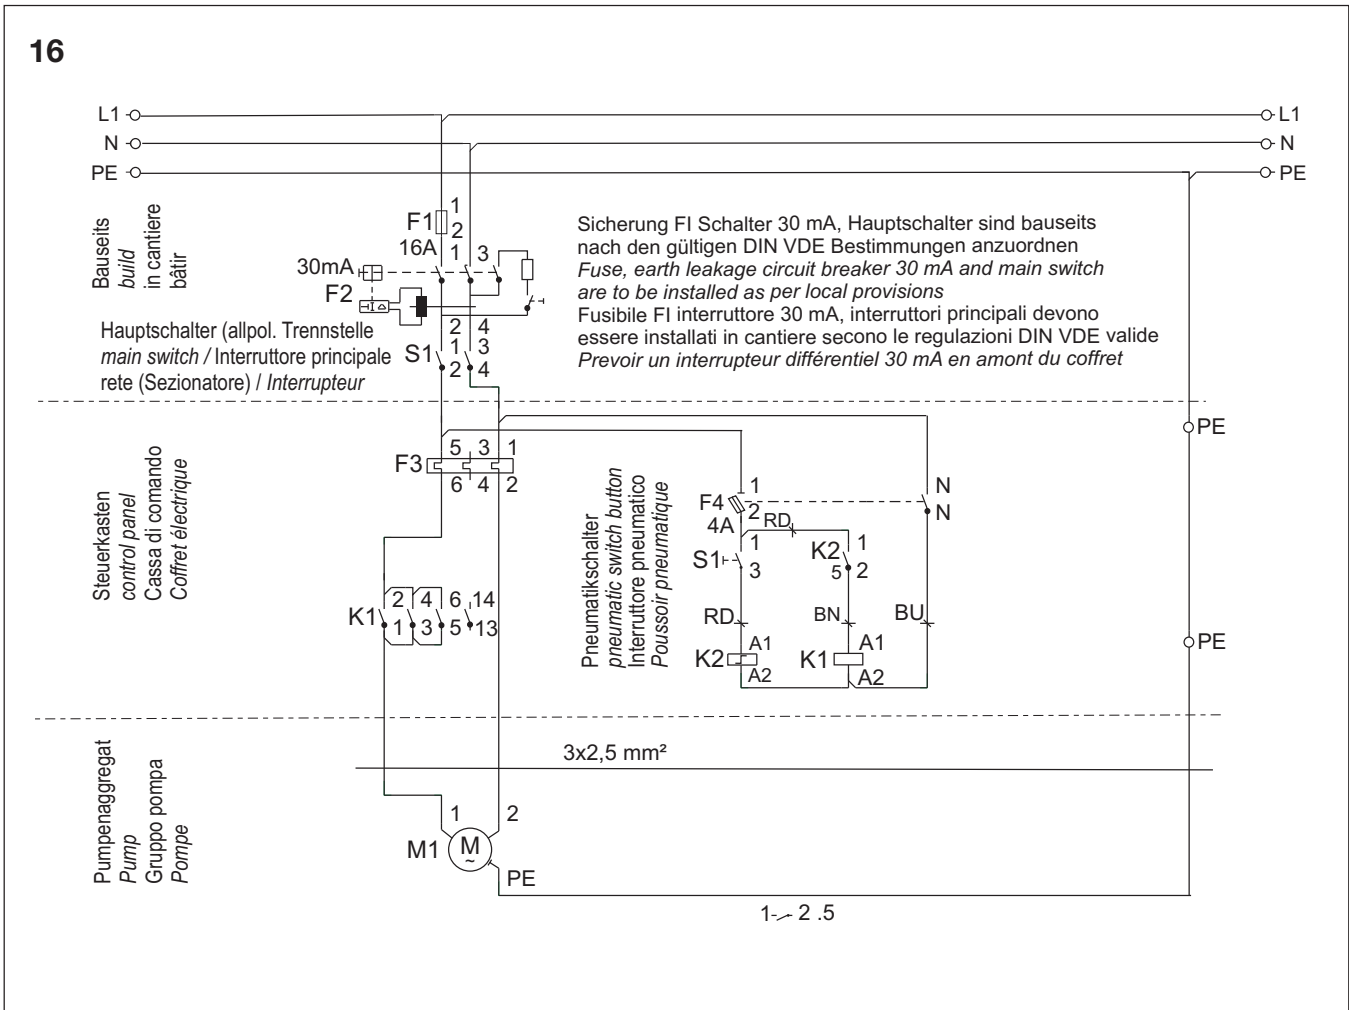 16
L1
L1
N
N
PE
PE
Bauseits
build
in cantiere
bâtir
F1
1
2
16A
1
3
30mA
F2
2
4
Sicherung FI Schalter 30 mA, Hauptschalter sind bauseits
nach den gültigen DIN VDE Bestimmungen anzuordnen
Fuse, earth leakage circuit breaker 30 mA and main switch
are to be installed as per local provisions
Fusibile FI interruttore 30 mA, interruttori principali devono
essere installati in cantiere secono le regulazioni DIN VDE valide
Prevoir un interrupteur différentiel 30 mA en amont du coffret
Hauptschalter (allpol. Trennstelle
main switch / Interruttore principale
rete (Sezionatore) / Interrupteur
S1
1
3
2
4
PE
Steuerkasten
control panel
Cassa di comando
Coffret électrique
F3
5
3
1
6
4
2
Pneumatikschalter
pneumatic switch button
Interruttore pneumatico
Poussoir pneumatique
F4
1
2
4A
RD
N
N
S1
1
3
K2
1
5
2
K1
2
4
6
14
1
3
5
13
RD
BN
BU
K2
A1
A2
K1
A1
A2
PE
Pumpenaggregat
Pump
Gruppo pompa
Pompe
3x2,5 mm²
1
2
M1
M
~
PE
1 2 .5